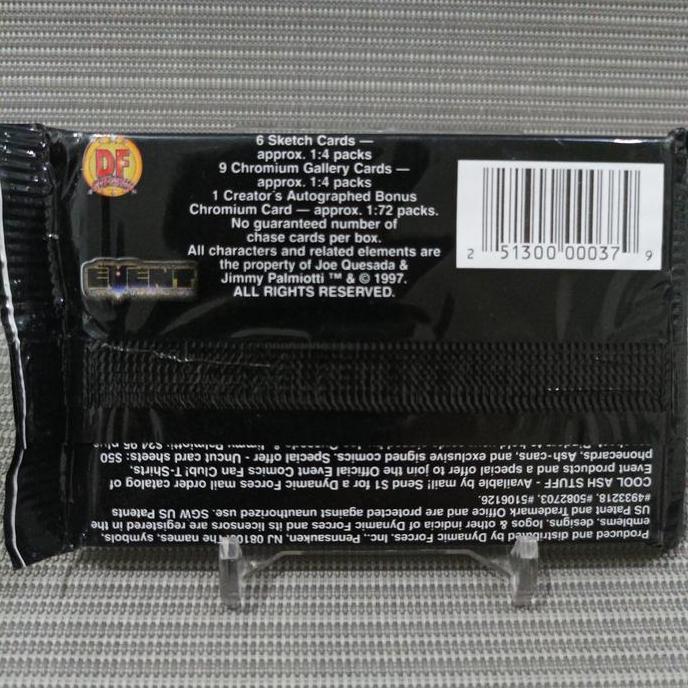 DF
6 Sketch Cards —
approx. 1:4 packs
9 Chromium Gallery Cards —
approx. 1:4 packs
1 Creator's Autographed Bonus
Chromium Card — approx. 1:72 packs.
No guaranteed number of
chase cards per box.
All characters and related elements are
the property of Joe Quesada &
Jimmy Palmiotti ™ & © 1997.
ALL RIGHTS RESERVED.
EVENT
2 51300 00037 9
Produced and distributed by Dynamic Forces, Inc., Pennsauken, NJ The names, symbols,
emblems, designs, logos & other indicia of Dynamic Forces and its licensors are registered in the
US Patent and Trademark Office and are protected against unauthorized use. SGW US Patents
#4933218, #5082703, #5106126.
COOL ASH STUFF - Available by mail! Send $1 for a Dynamic Forces mail order catalog of
Event products and a special offer to join the Official Event Comics Fan Club! T-Shirts,
phonecards, Ash-cans, and exclusive signed comics. Special offer - Uncut card sheets: $50